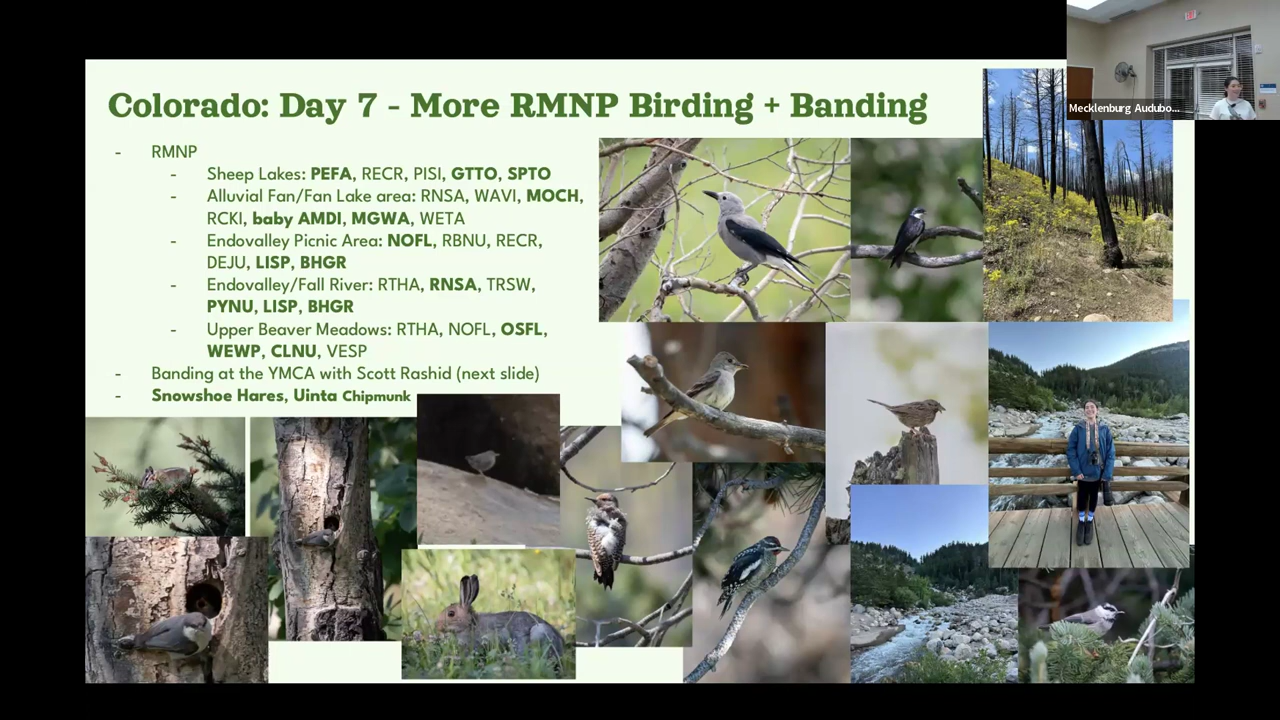 Colorado: Day 7 - More RMNP Birding + Banding
Mecklenburg Audubo...
- RMNP
- Sheep Lakes: PEFA, RECR, PISI, GTTO, SPTO
- Alluvial Fan/Fan Lake area: RNSA, WAVI, MOCH,
RCKI, baby AMDI, MGWA, WETA
- Endovalley Picnic Area: NOFL, RBNU, RECR,
DEJU, LISP, BHGR
- Endovalley/Fall River: RTHA, RNSA, TRSW,
PYNU, LISP, BHGR
- Upper Beaver Meadows: RTHA, NOFL, OSFL,
WEWP, CLNU, VESP
- Banding at the YMCA with Scott Rashid (next slide)
- Snowshoe Hares, Uinta Chipmunk